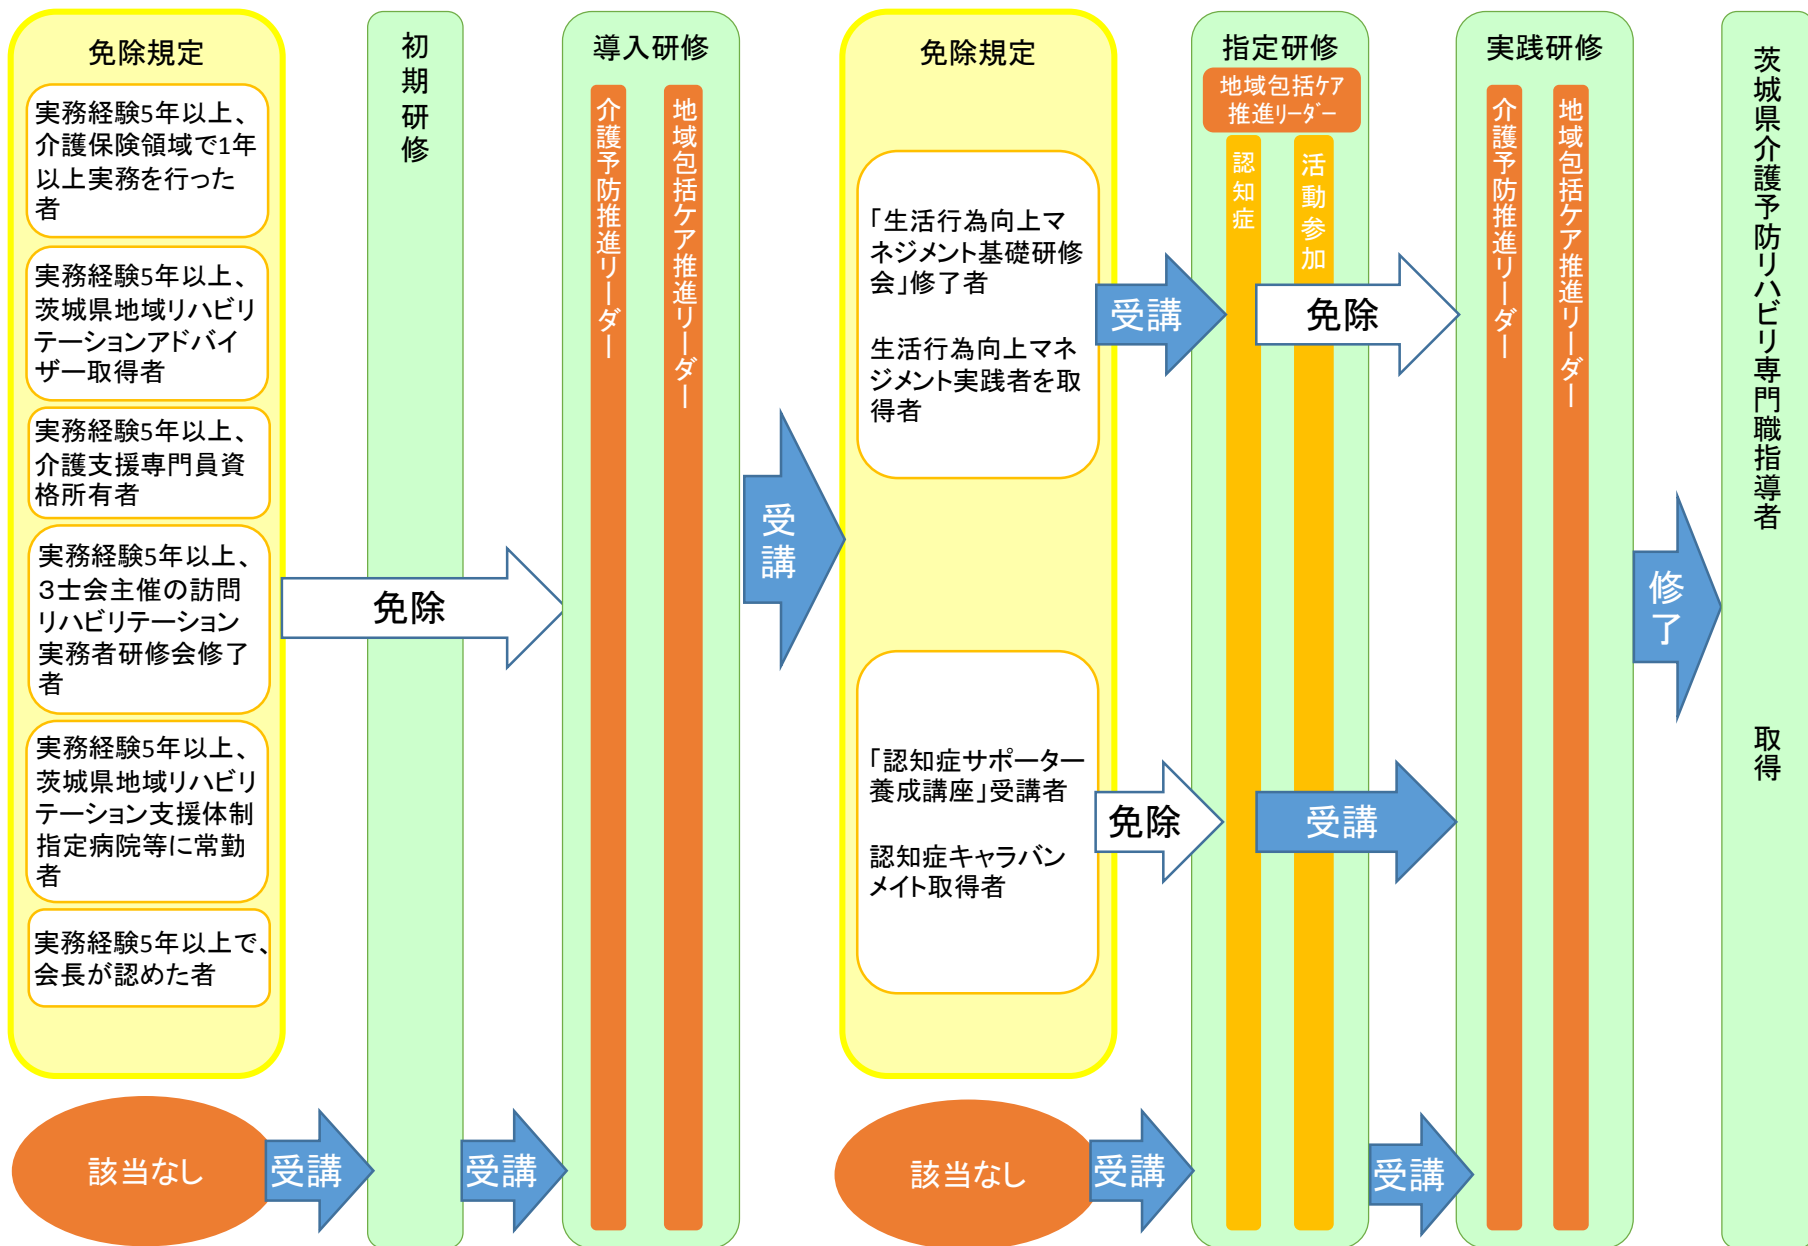 免除規定
実務経験5年以上、
介護保険領域で1年
以上実務を行った
者
実務経験5年以上、
茨城県地域リハビリ
テーションアドバイ
ザー取得者
実務経験5年以上、
介護支援専門員資
格所有者
実務経験5年以上、
３士会主催の訪問
リハビリテーション
実務者研修会修了
者
実務経験5年以上、
茨城県地域リハビリ
テーション支援体制
指定病院等に常勤
者
実務経験5年以上で、
会長が認めた者
該当なし
受講
初期研修
免除
受講
導入研修
介護予防推進リーダー
地域包括ケア推進リーダー
受講
免除規定
「生活行為向上マ
ネジメント基礎研修
会」修了者
生活行為向上マネ
ジメント実践者を取
得者
「認知症サポーター
養成講座」受講者
認知症キャラバン
メイト取得者
該当なし
受講
免除
受講
指定研修
地域包括ケア
推進リーダー
認知症
活動参加
免除
受講
受講
実践研修
介護予防推進リーダー
地域包括ケア推進リーダー
修了
茨城県介護予防リハビリ専門職指導者
取得